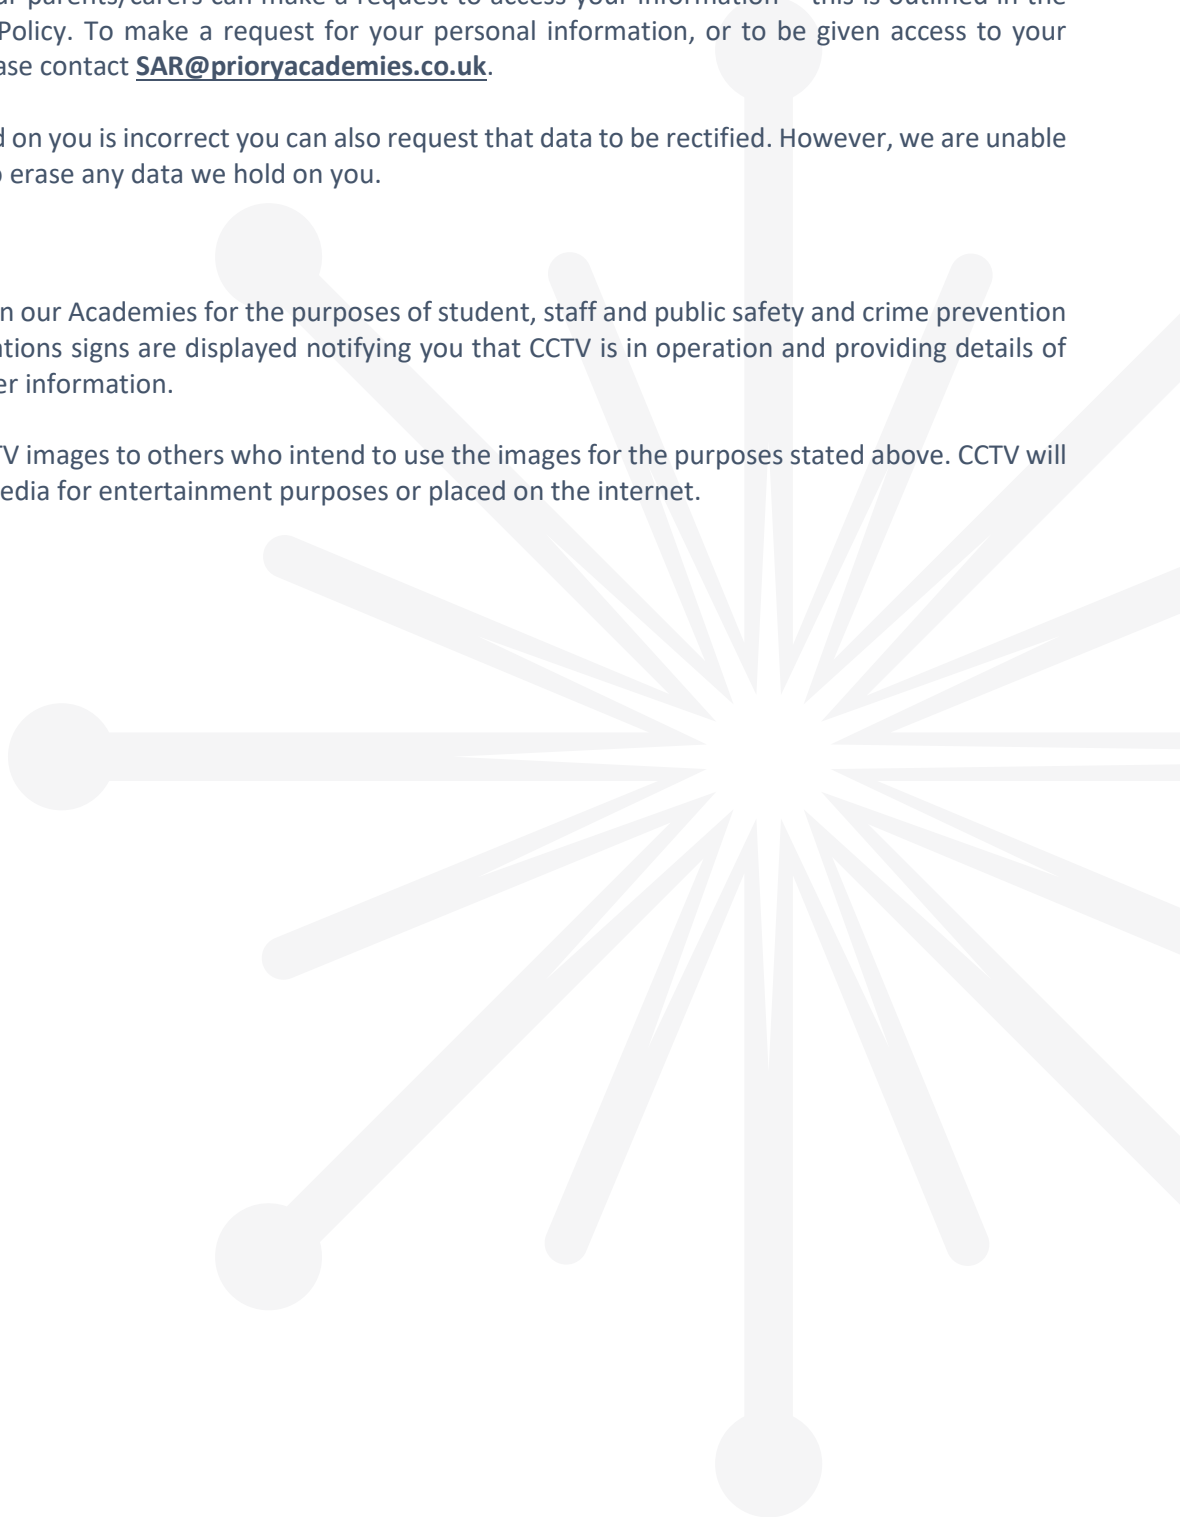 parents/carers can make a request to access your information – this is outlined in the
Policy. To make a request for your personal information, or to be given access to your
ase contact SAR@prioryacademies.co.uk.
d on you is incorrect you can also request that data to be rectified. However, we are unable
o erase any data we hold on you.
n our Academies for the purposes of student, staff and public safety and crime prevention
ations signs are displayed notifying you that CCTV is in operation and providing details of
er information.
TV images to others who intend to use the images for the purposes stated above. CCTV will
edia for entertainment purposes or placed on the internet.